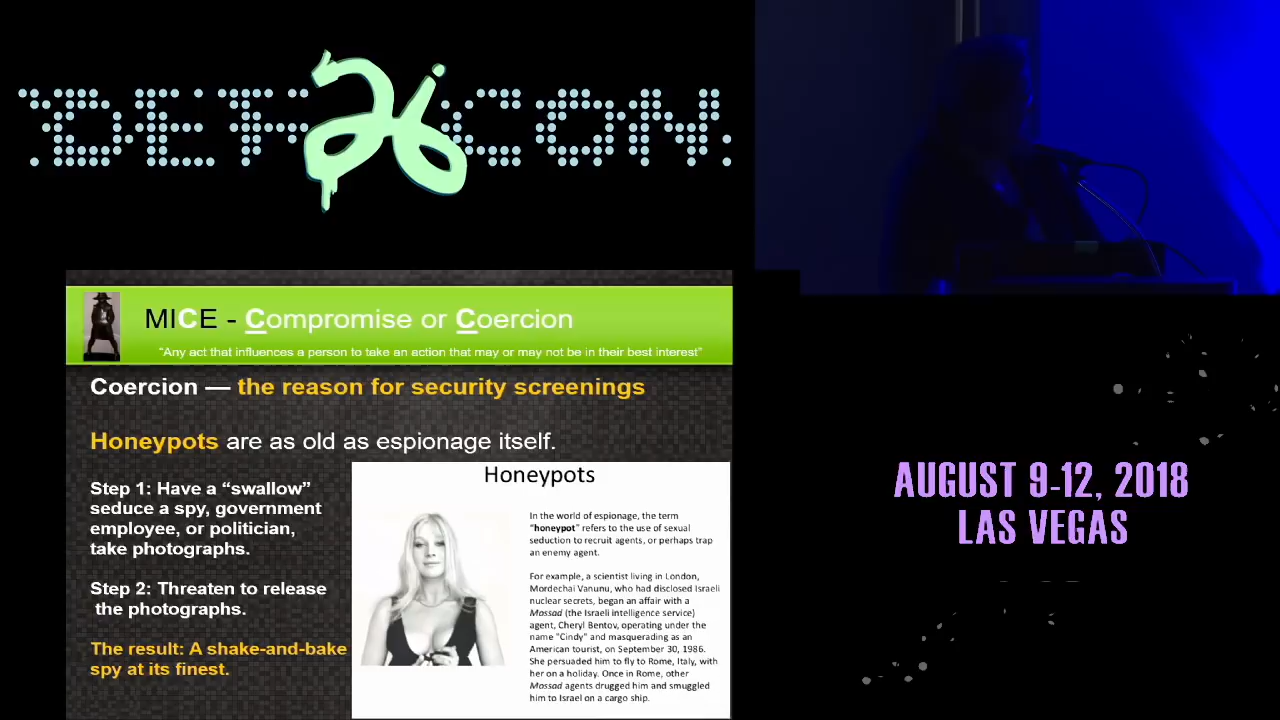 DEF26CON
MICE - Compromise or Coercion
“Any act that influences a person to take an action that may or may not be in their best interest”
Coercion — the reason for security screenings
Honeypots are as old as espionage itself.
Step 1: Have a “swallow”
seduce a spy, government
employee, or politician,
take photographs.
Step 2: Threaten to release
the photographs.
The result: A shake-and-bake
spy at its finest.
Honeypots
In the world of espionage, the term
"honeypot" refers to the use of sexual
seduction to recruit agents, or perhaps trap
an enemy agent.
For example, a scientist living in London,
Mordechai Vanunu, who had disclosed Israeli
nuclear secrets, began an affair with a
Mossad (the Israeli intelligence service)
agent, Cheryl Bentov, operating under the
name "Cindy" and masquerading as an
American tourist, on September 30, 1986.
She persuaded him to fly to Rome, Italy, with
her on a holiday. Once in Rome, other
Mossad agents drugged him and smuggled
him to Israel on a cargo ship.
AUGUST 9-12, 2018
LAS VEGAS